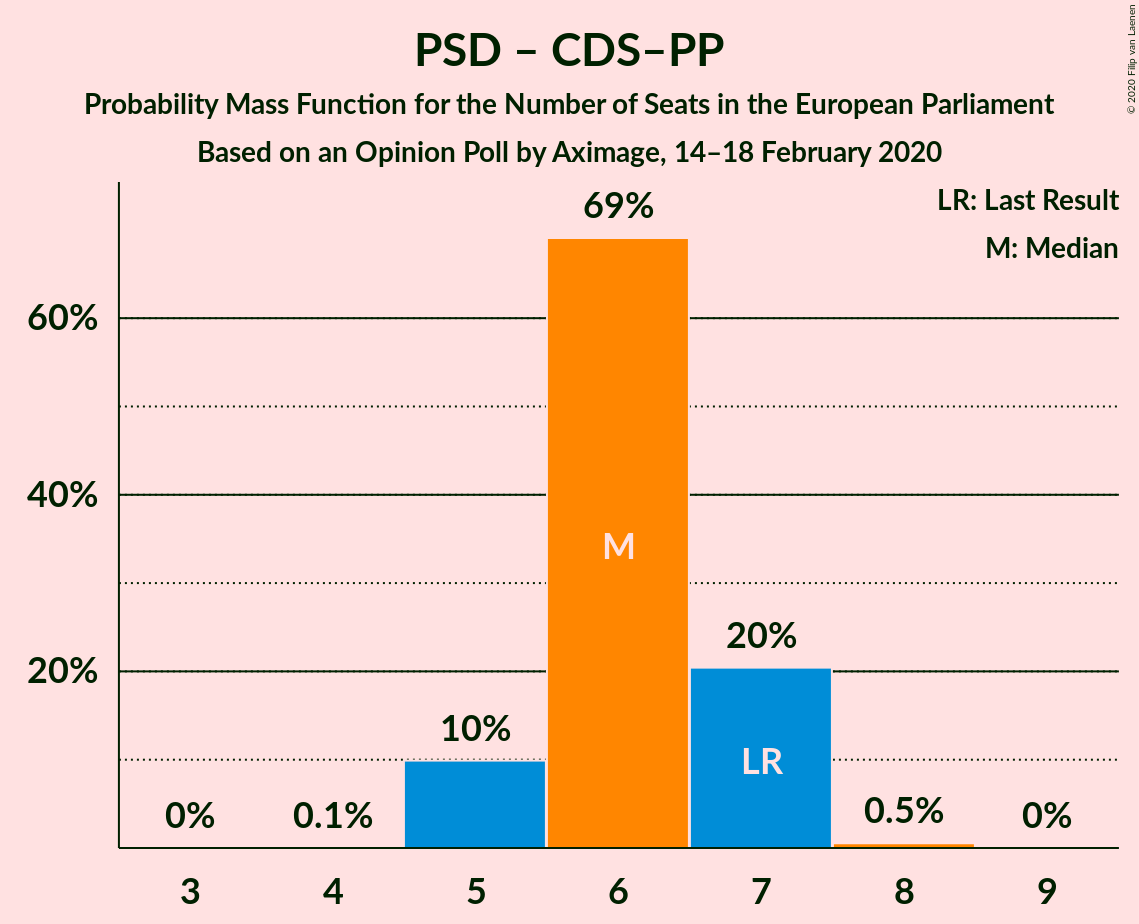 PSD – CDS–PP
Probability Mass Function for the Number of Seats in the European Parliament
Based on an Opinion Poll by Aximage, 14–18 February 2020
© 2020 Filip van Laenen
LR: Last Result
M: Median
69%
60%
40%
M
20%
20%
10%
LR
0%
0.1%
0.5%
0%
3 4 5 6 7 8 9